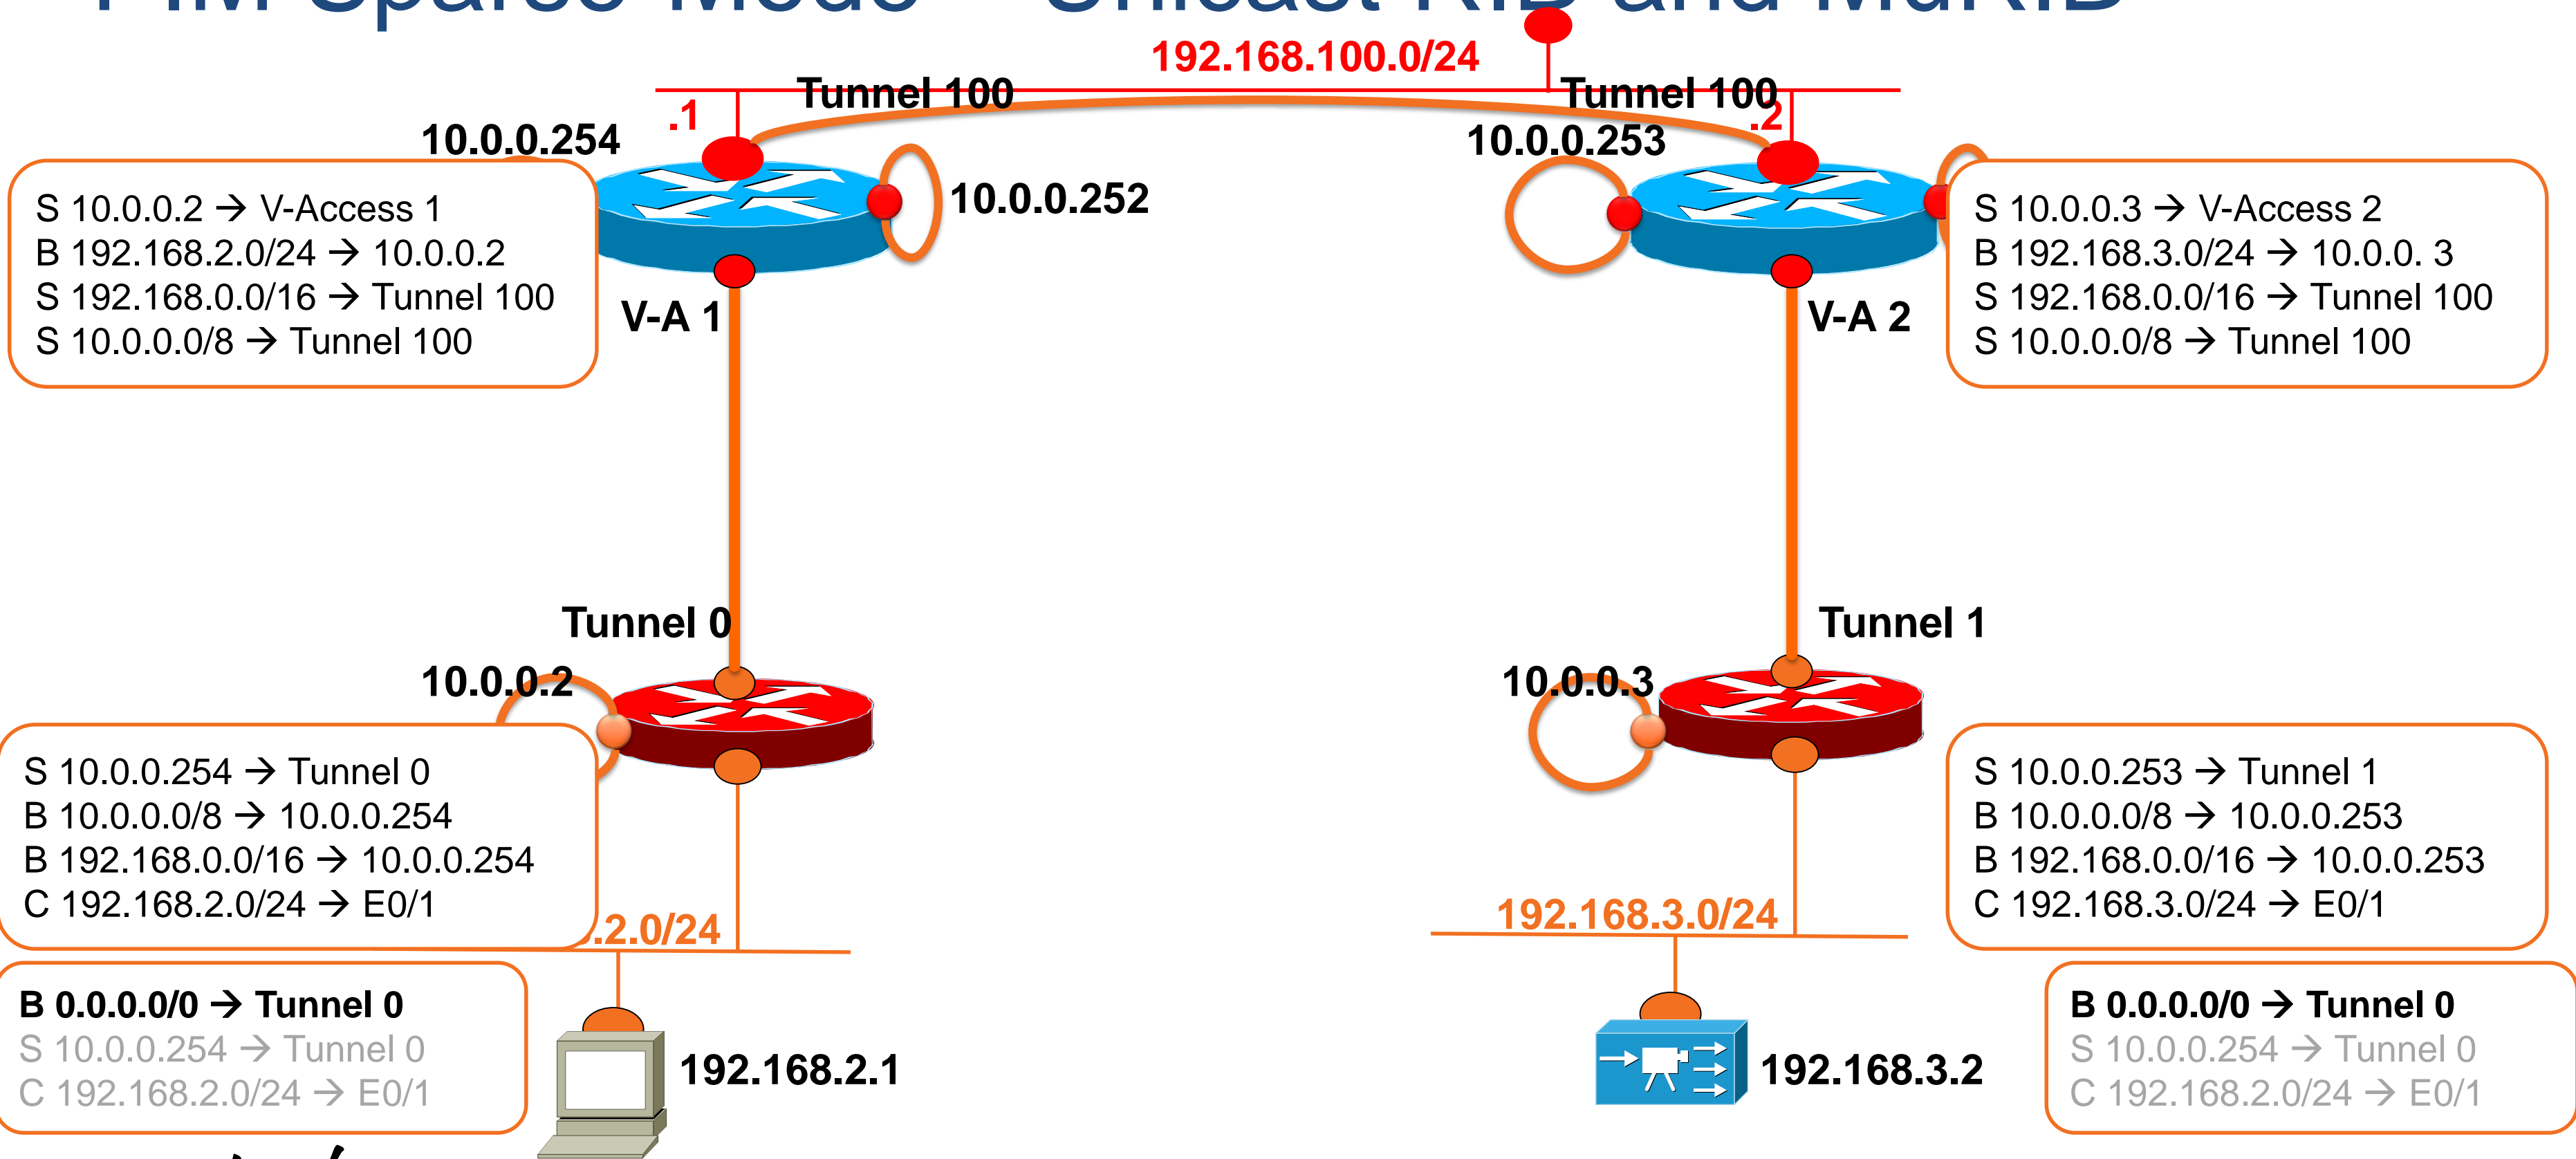 192.168.100.0/24
Tunnel 100
Tunnel 100
.1
.2
10.0.0.254
10.0.0.253
10.0.0.252
S 10.0.0.2 → V-Access 1
B 192.168.2.0/24 → 10.0.0.2
S 192.168.0.0/16 → Tunnel 100
S 10.0.0.0/8 → Tunnel 100
S 10.0.0.3 → V-Access 2
B 192.168.3.0/24 → 10.0.0. 3
S 192.168.0.0/16 → Tunnel 100
S 10.0.0.0/8 → Tunnel 100
V-A 1
V-A 2
Tunnel 0
Tunnel 1
10.0.0.2
10.0.0.3
S 10.0.0.254 → Tunnel 0
B 10.0.0.0/8 → 10.0.0.254
B 192.168.0.0/16 → 10.0.0.254
C 192.168.2.0/24 → E0/1
S 10.0.0.253 → Tunnel 1
B 10.0.0.0/8 → 10.0.0.253
B 192.168.0.0/16 → 10.0.0.253
C 192.168.3.0/24 → E0/1
.2.0/24
192.168.3.0/24
B 0.0.0.0/0 → Tunnel 0
S 10.0.0.254 → Tunnel 0
C 192.168.2.0/24 → E0/1
192.168.2.1
192.168.3.2
B 0.0.0.0/0 → Tunnel 0
S 10.0.0.254 → Tunnel 0
C 192.168.2.0/24 → E0/1